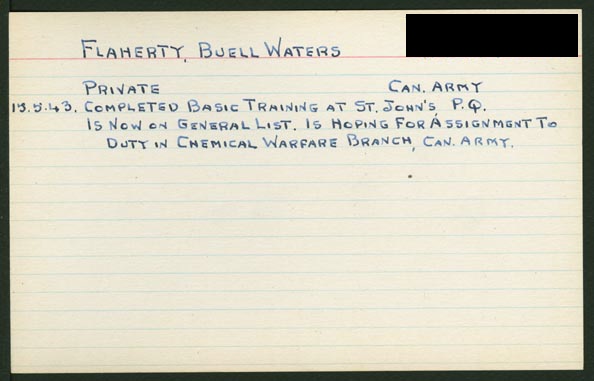 FLAHERTY, BUELL WATERS
PRIVATE CAN. ARMY
13.5.43. COMPLETED BASIC TRAINING AT ST. JOHN'S, P.Q.
IS NOW ON GENERAL LIST. IS HOPING FOR ASSIGNMENT TO
DUTY IN CHEMICAL WARFARE BRANCH, CAN. ARMY.